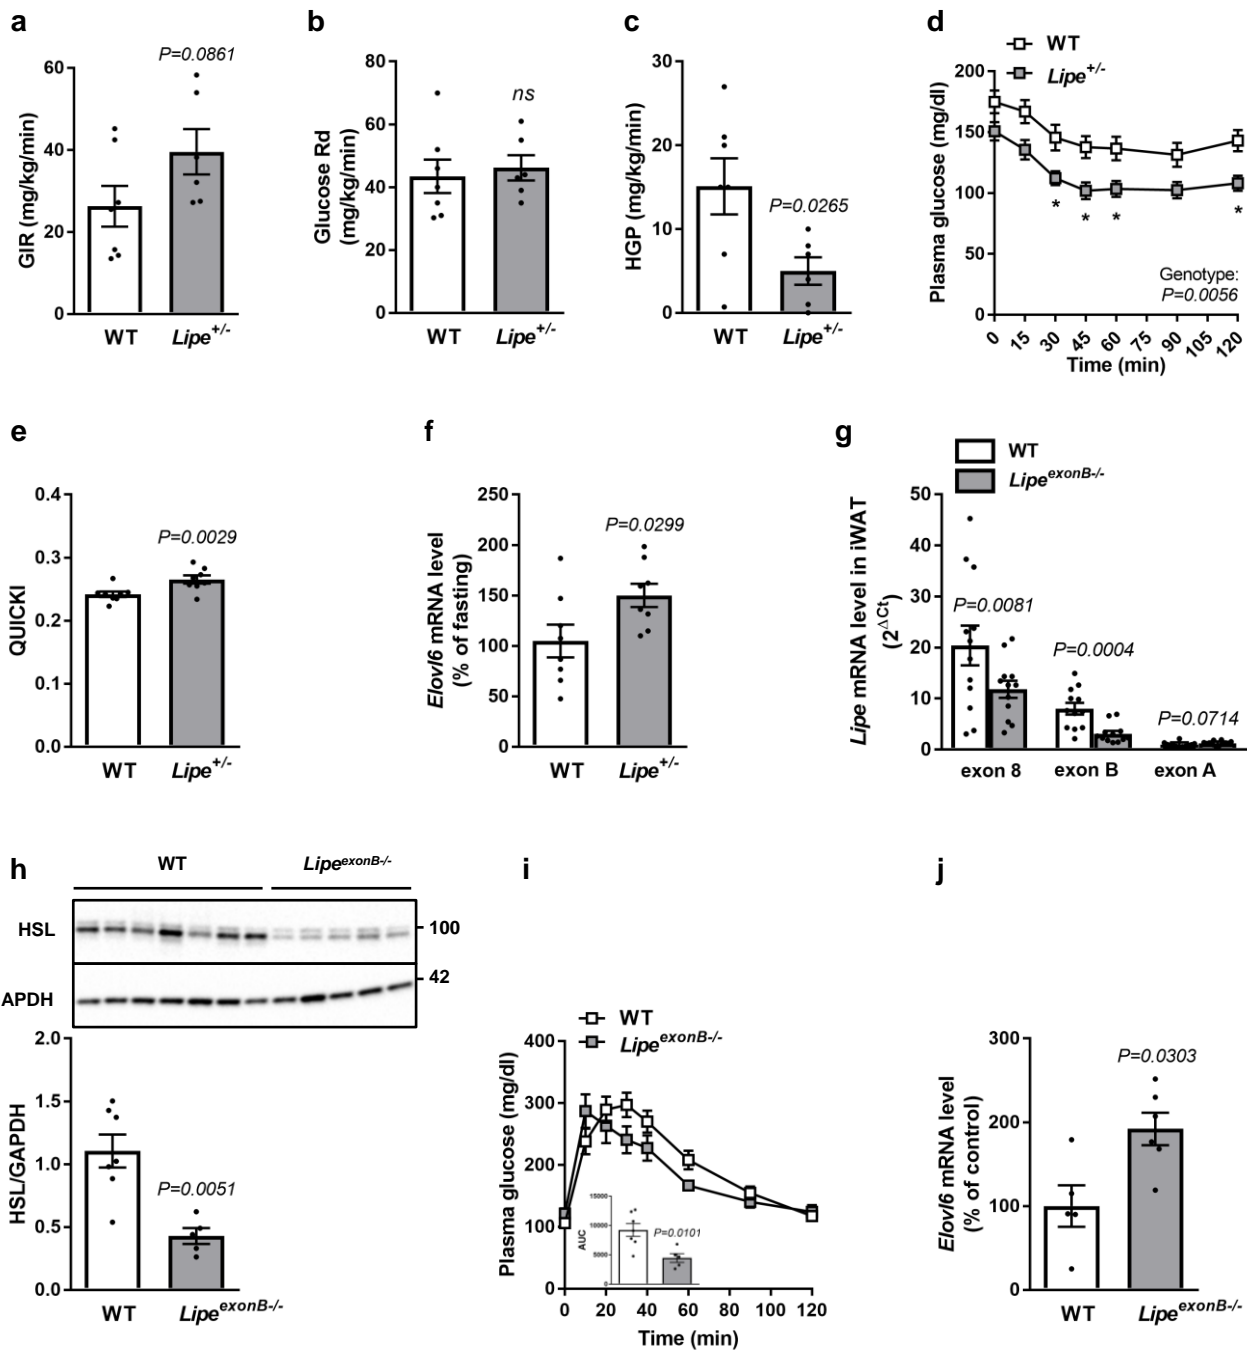 a
P=0.0861
GIR (mg/kg/min)
60
40
20
0
WT
Lipe+/-
b
ns
Glucose Rd
(mg/kg/min)
80
60
40
20
0
WT
Lipe+/-
c
P=0.0265
HGP (mg/kg/min)
30
20
10
0
WT
Lipe+/-
d
WT
Lipe+/-
Plasma glucose (mg/dl)
200
150
100
50
0
* * * *
Genotype:
P=0.0056
0 15 30 45 60 75 90 105 120
Time (min)
e
P=0.0029
QUICKI
0.4
0.3
0.2
0.1
0.0
WT
Lipe+/-
f
P=0.0299
Elovl6 mRNA level
(% of fasting)
250
200
150
100
50
0
WT
Lipe+/-
g
WT
LipeexonB-/-
Lipe mRNA level in iWAT
(2ΔCt)
50
40
30
20
10
0
P=0.0081
P=0.0004
P=0.0714
exon 8
exon B
exon A
h
WT
LipeexonB-/-
HSL
100
42
APDH
HSL/GAPDH
2.0
1.5
1.0
0.5
0.0
P=0.0051
WT
LipeexonB-/-
i
WT
LipeexonB-/-
Plasma glucose (mg/dl)
400
300
200
100
0
AUC
15000
10000
5000
0
P=0.0101
0 20 40 60 80 100 120
Time (min)
j
P=0.0303
Elovl6 mRNA level
(% of control)
300
200
100
0
WT
LipeexonB-/-